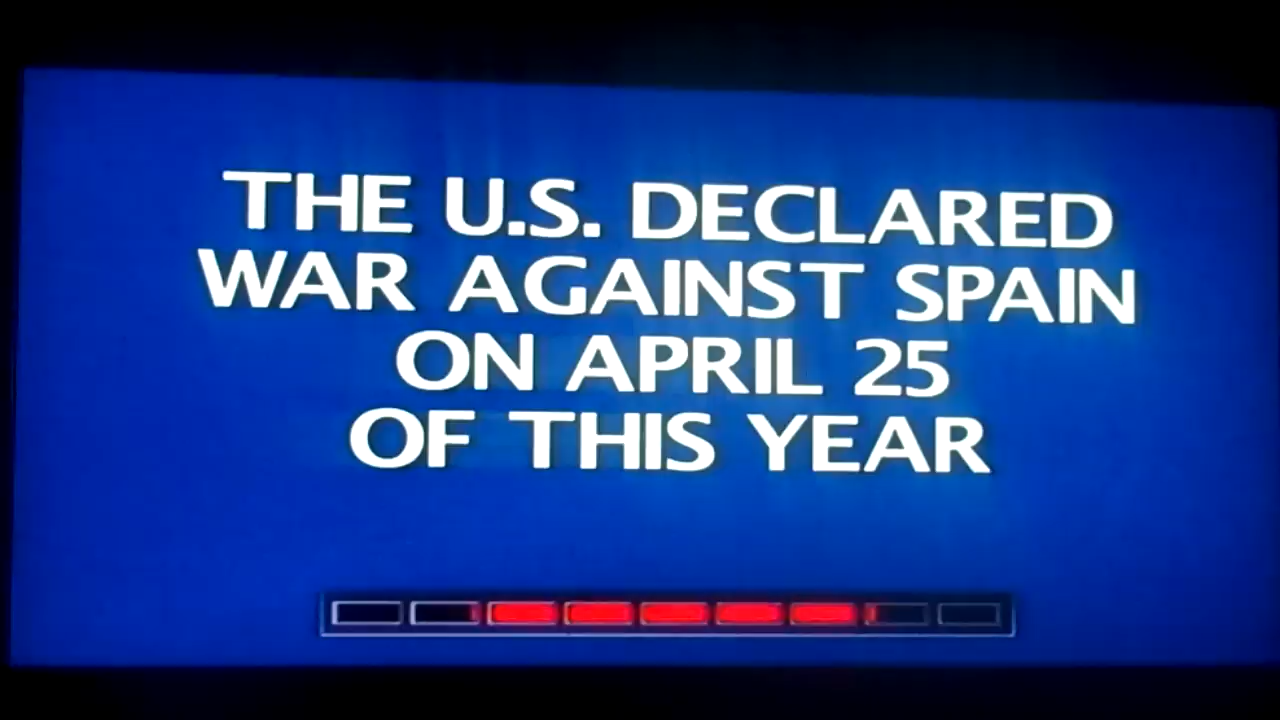 THE U.S. DECLARED
WAR AGAINST SPAIN
ON APRIL 25
OF THIS YEAR